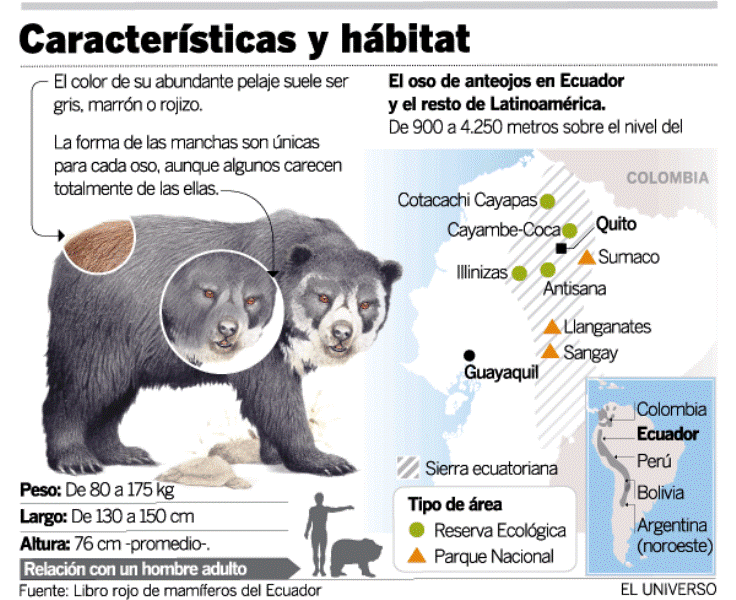 Características y hábitat
El color de su abundante pelaje suele ser
gris, marrón o rojizo.
La forma de las manchas son únicas
para cada oso, aunque algunos carecen
totalmente de las ellas.
El oso de anteojos en Ecuador
y el resto de Latinoamérica.
De 900 a 4.250 metros sobre el nivel del
COLOMBIA
Cotacachi Cayapas
Cayambe-Coca
Quito
Sumaco
Illinizas
Antisana
Llanganates
Sangay
Guayaquil
Sierra ecuatoriana
Tipo de área
Reserva Ecológica
Parque Nacional
Colombia
Ecuador
Perú
Bolivia
Argentina
(noroeste)
Peso: De 80 a 175 kg
Largo: De 130 a 150 cm
Altura: 76 cm -promedio-.
Relación con un hombre adulto
Fuente: Libro rojo de mamíferos del Ecuador
EL UNIVERSO